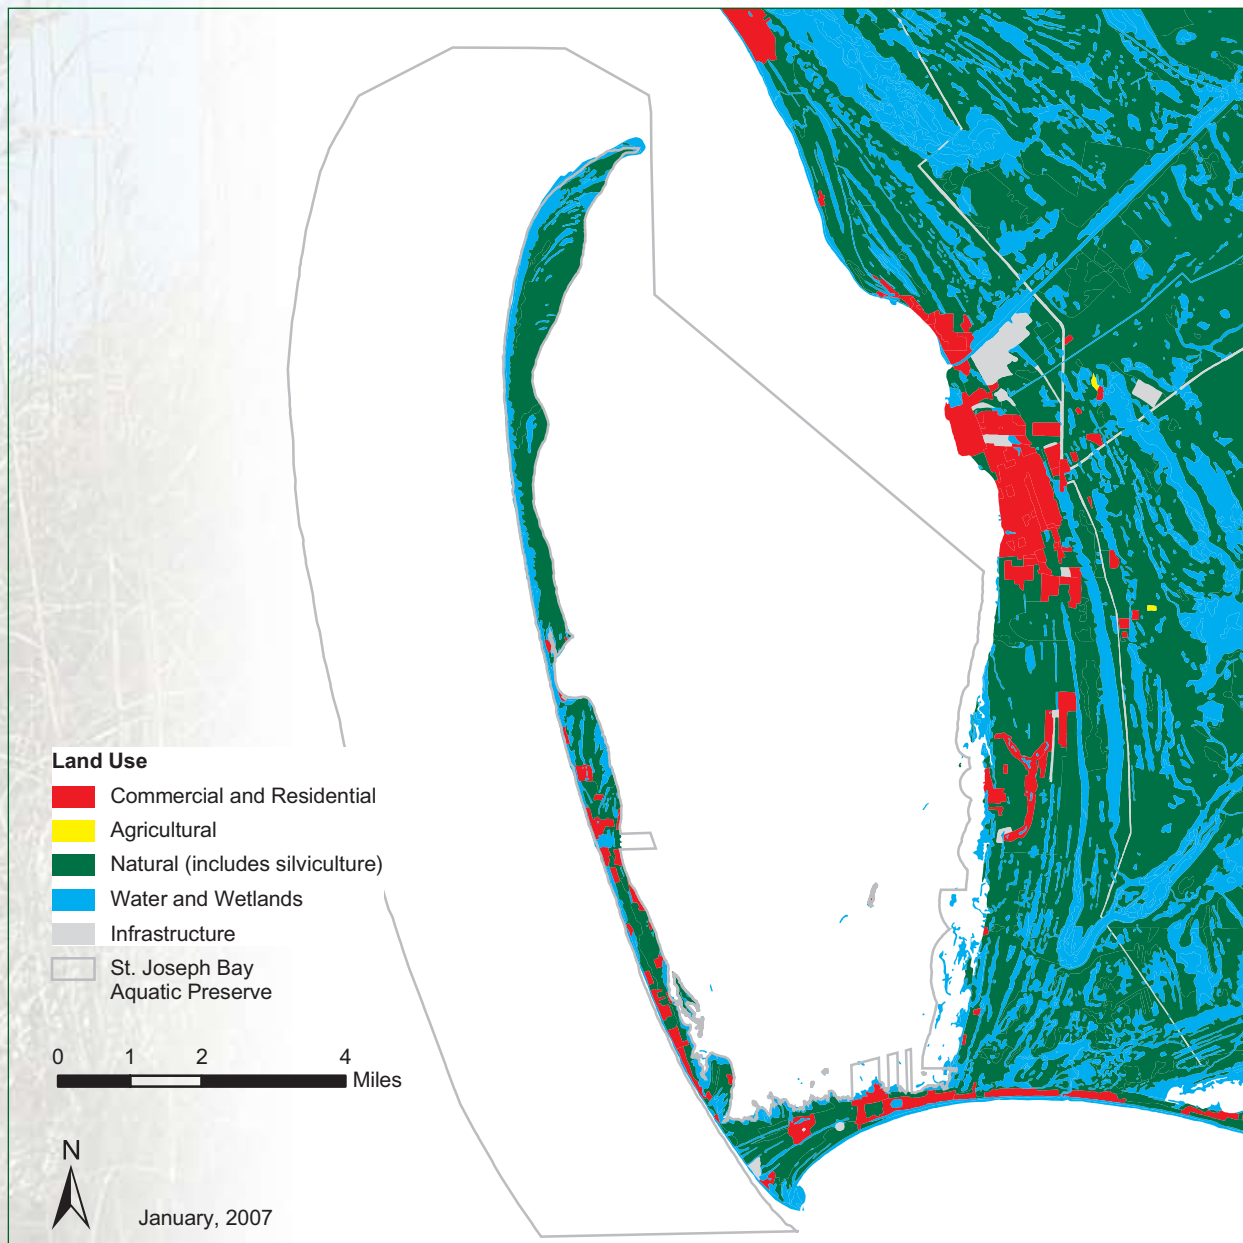 Land Use
Commercial and Residential
Agricultural
Natural (includes silviculture)
Water and Wetlands
Infrastructure
St. Joseph Bay
Aquatic Preserve
0 1 2 4
Miles
N
January, 2007